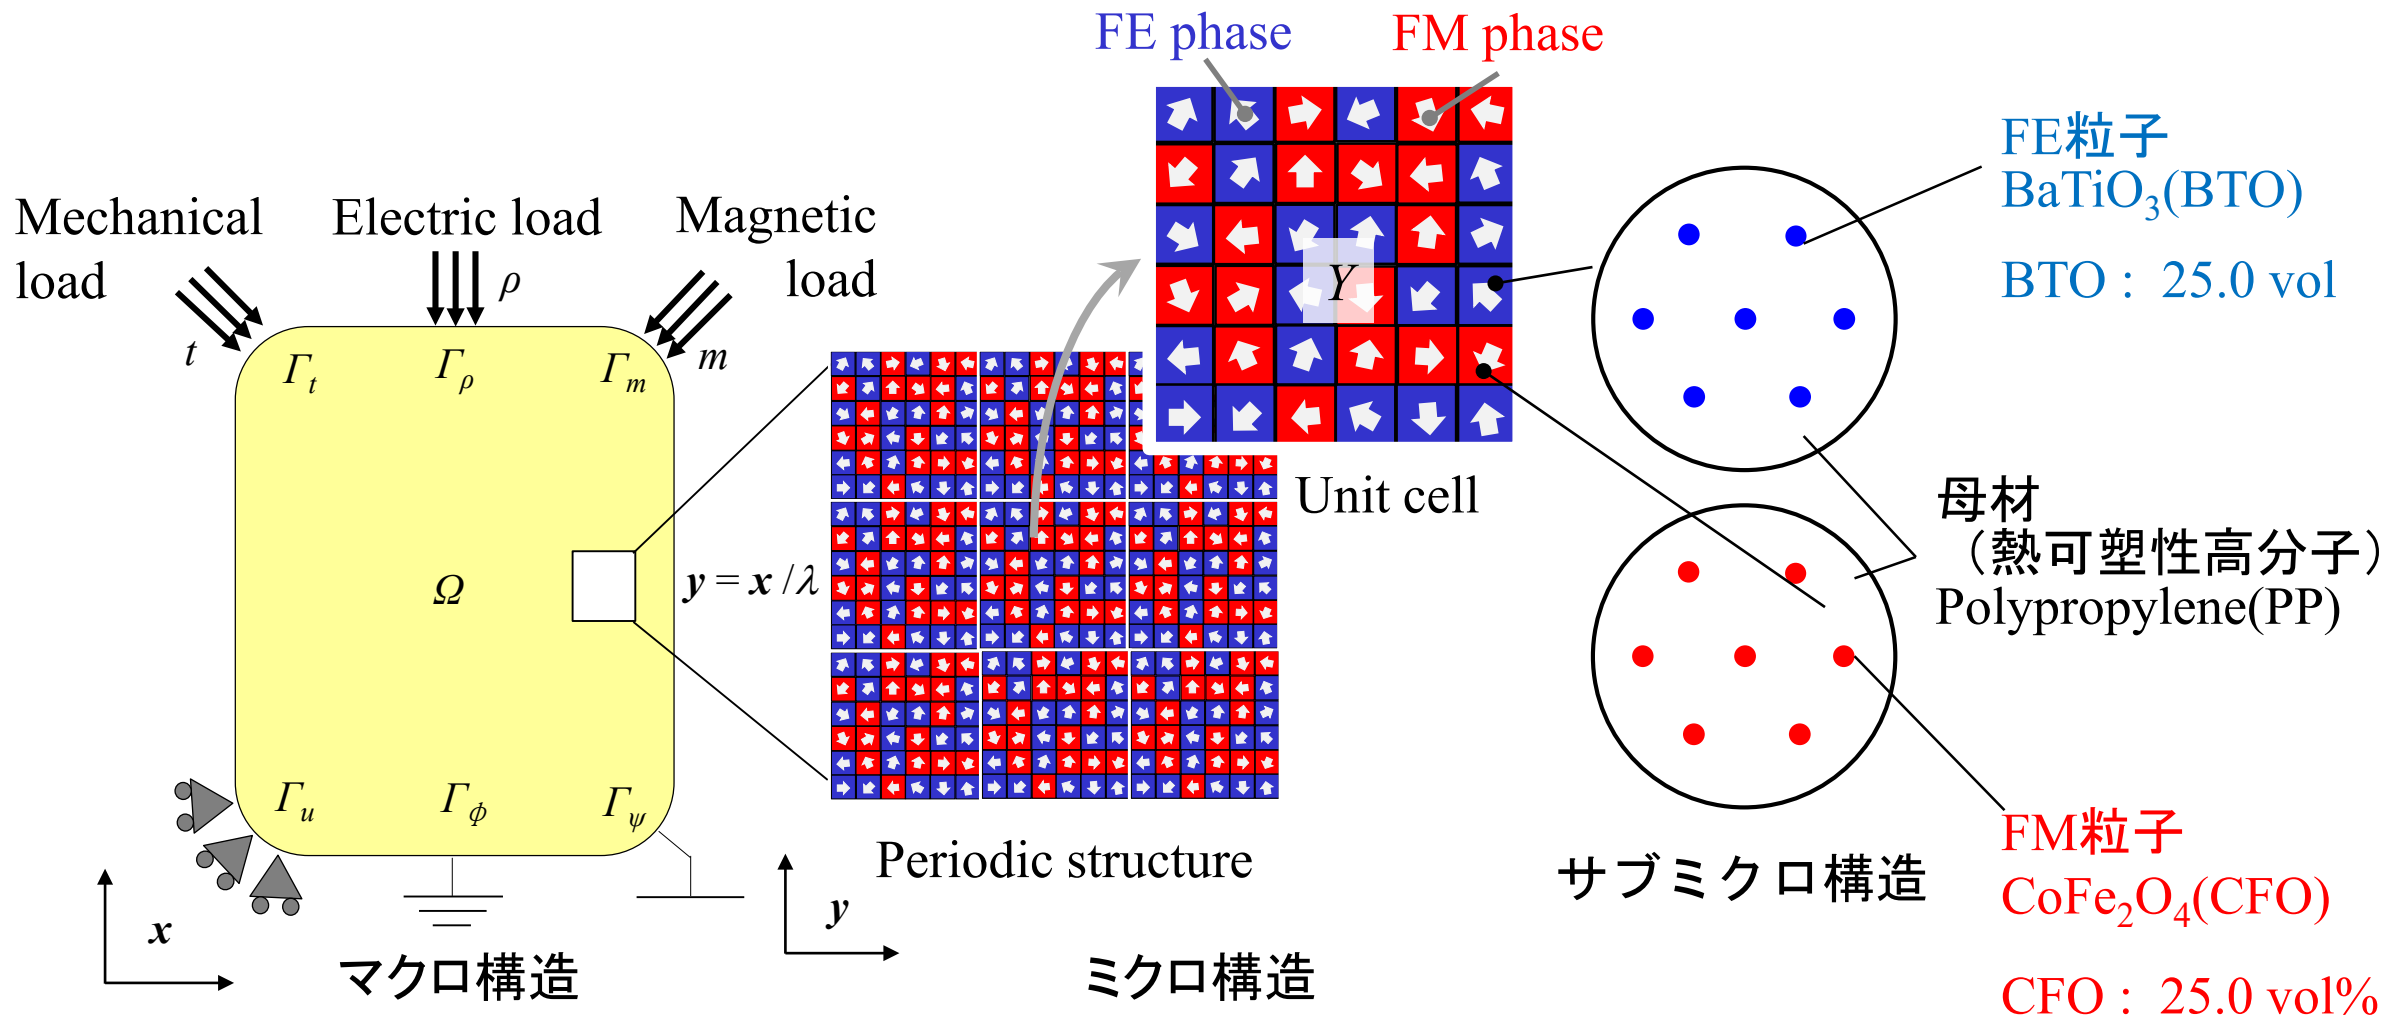 FE phase
FM phase
Mechanical
load
Electric load
Magnetic
load
t
ρ
m
Γt
Γρ
Γm
Ω
Γu
Γϕ
Γψ
x
マクロ構造
y = x /λ
Y
Unit cell
Periodic structure
y
ミクロ構造
FE粒子
BaTiO3(BTO)
BTO : 25.0 vol
母材
(熱可塑性高分子)
Polypropylene(PP)
サブミクロ構造
FM粒子
CoFe2O4(CFO)
CFO : 25.0 vol%